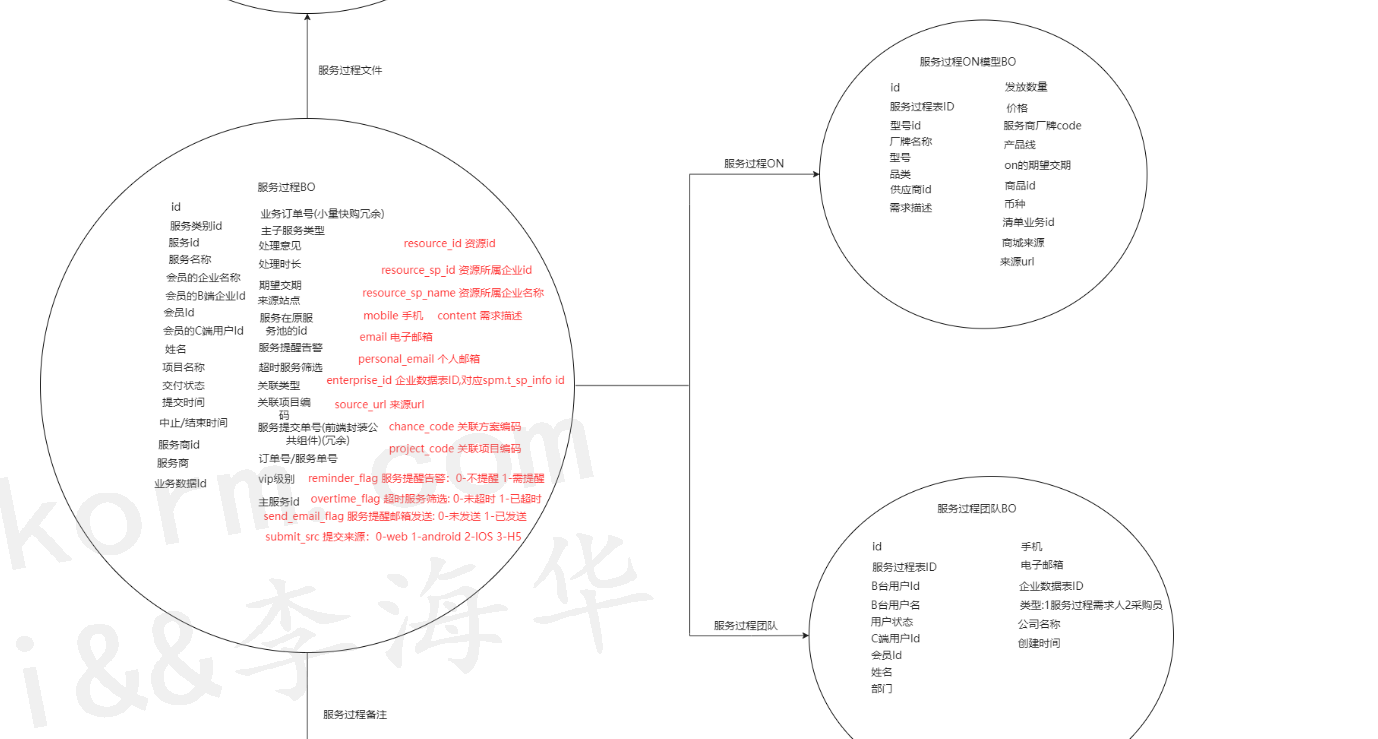 服务过程文件
服务过程BO
id
服务类别id
服务Id
服务名称
会员的企业名称
会员的B端企业Id
会员Id
会员的C端用户Id
姓名
项目名称
交付状态
提交时间
中止/结束时间
服务商id
服务商
业务数据Id
业务订单号(小量快购冗余)
主子服务类型
处理意见
处理时长
期望交期
来源站点
服务在原服
务池的id
服务提醒告警
超时服务筛选
关联类型
关联项目编
码
服务提交单号(前端封装公
共组件)(冗余)
订单号/服务单号
vip级别
主服务id
resource_id 资源id
resource_sp_id 资源所属企业id
resource_sp_name 资源所属企业名称
mobile 手机 content 需求描述
email 电子邮箱
personal_email 个人邮箱
enterprise_id 企业数据表ID,对应spm.t_sp_info id
source_url 来源url
chance_code 关联方案编码
project_code 关联项目编码
reminder_flag 服务提醒告警：0-不提醒 1-需提醒
overtime_flag 超时服务筛选: 0-未超时 1-已超时
send_email_flag 服务提醒邮箱发送: 0-未发送 1-已发送
submit_src 提交来源：0-web 1-android 2-IOS 3-H5
服务过程备注
服务过程ON
服务过程ON模型BO
id
服务过程表ID
型号id
厂牌名称
型号
品类
供应商id
需求描述
发放数量
价格
服务商厂牌code
产品线
on的期望交期
商品id
币种
清单业务id
商城来源
来源url
服务过程团队
服务过程团队BO
id
服务过程表ID
B台用户Id
B台用户名
用户状态
C端用户Id
会员Id
姓名
部门
手机
电子邮箱
企业数据表ID
类型:1服务过程需求人2采购员
公司名称
创建时间
korm.com
i&&李海华